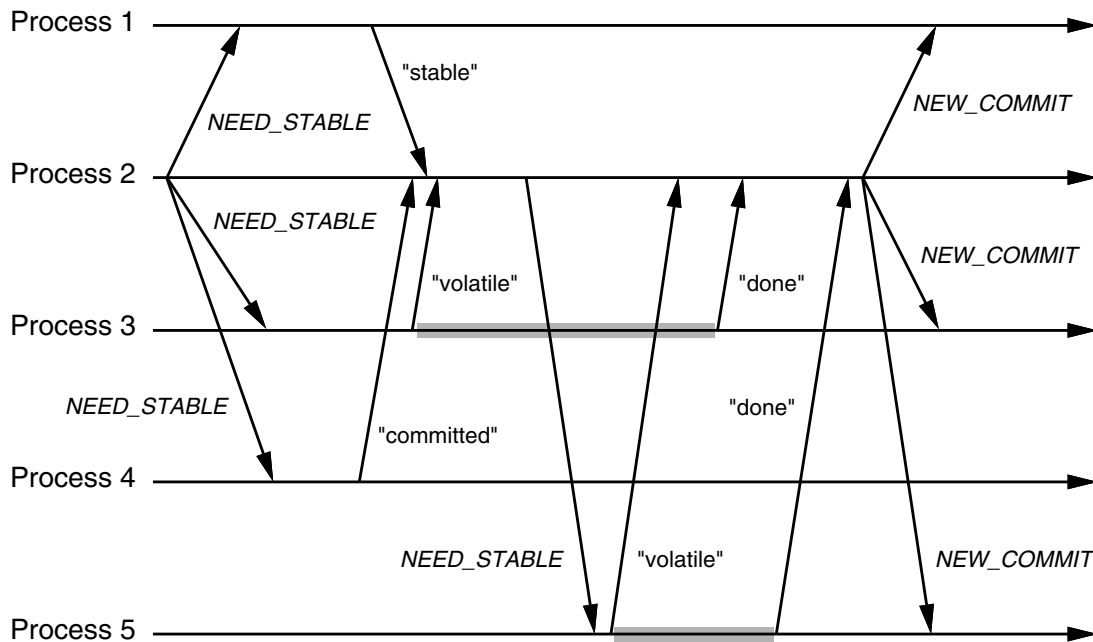 Process 1
"stable"
NEW_COMMIT
NEED_STABLE
Process 2
NEED_STABLE
NEW_COMMIT
"volatile"
"done"
Process 3
NEED_STABLE
"done"
"committed"
Process 4
NEED_STABLE
"volatile"
NEW_COMMIT
Process 5